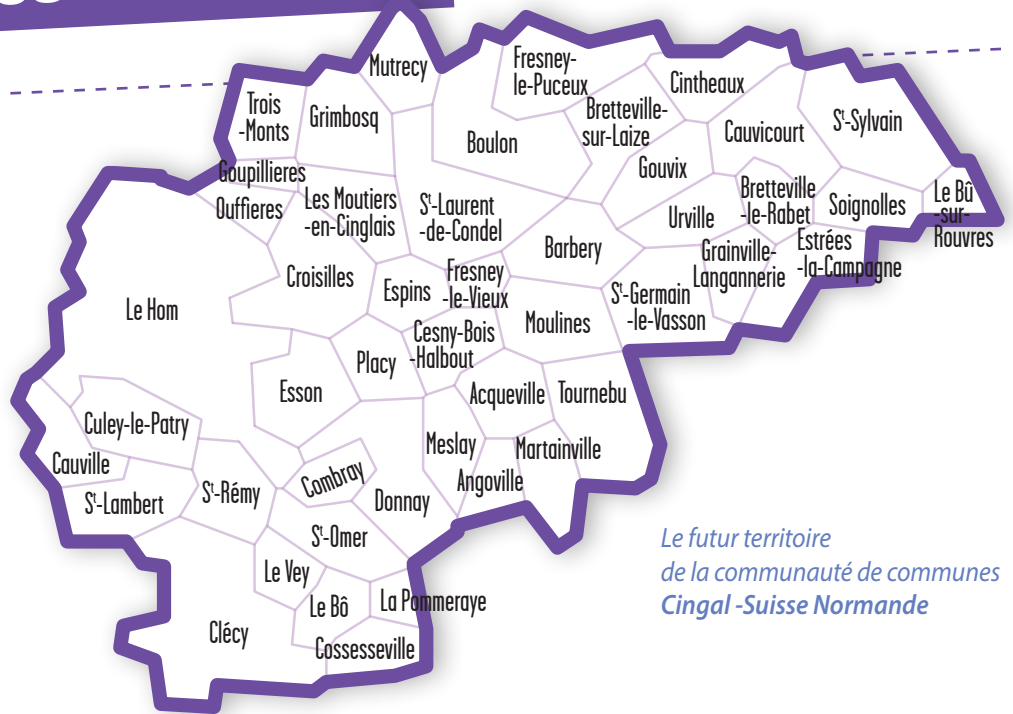 Mutrecy
Fresney-
le-Puceux
Cintheaux
Trois
-Monts
Grimbosq
Bretteville-
sur-Laize
Sᵗ-Sylvain
Boulon
Cauvicourt
Gouvix
Goupillieres
Ouffieres
Les Moutiers
-en-Cinglais
Sᵗ-Laurent
-de-Condel
Bretteville
-le-Rabet
Soignolles
Le Bû
-sur-
Rouvres
Urville
Barbery
Grainville-
Langannerie
Estrées
-la-Campagne
Croisilles
Espins
Fresney
-le-Vieux
Sᵗ-Germain
-le-Vasson
Le Hom
Moulines
Cesny-Bois
-Halbout
Placy
Esson
Acqueville
Tournebu
Culey-le-Patry
Meslay
Martainville
Cauville
Combray
Angoville
Sᵗ-Lambert
Sᵗ-Rémy
Donnay
Sᵗ-Omer
Le Vey
Le Bô
La Pommeraye
Clécy
Cossesseville
Le futur territoire
de la communauté de communes
Cingal -Suisse Normande